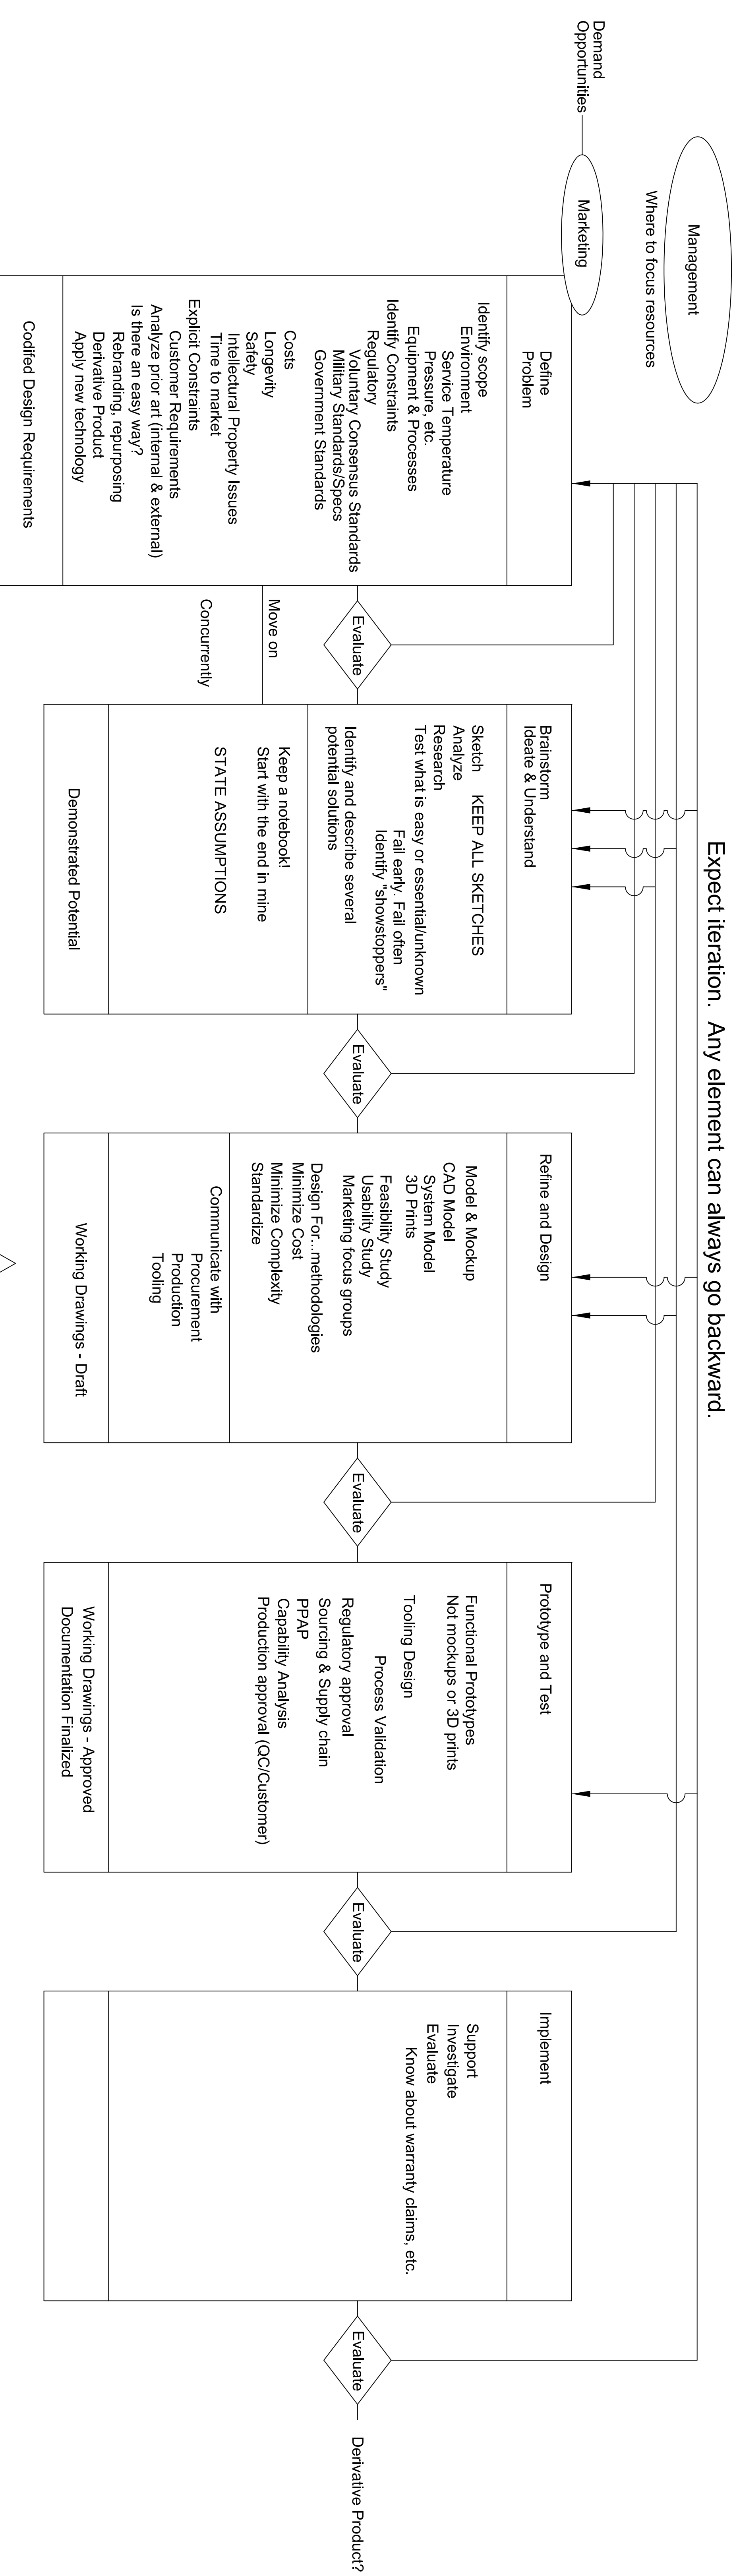 Expect iteration.  Any element can always go backward.
Management
Where to focus resources
Demand
Opportunities
Marketing
Define
Problem
Identify scope
Environment
Service Temperature
Pressure, etc.
Equipment & Processes
Identify Constraints
Regulatory
Voluntary Consensus Standards
Military Standards/Specs
Government Standards
Costs
Longevity
Safety
Intellectural Property Issues
Time to market
Explicit Constraints
Customer Requirements
Analyze prior art (internal & external)
Is there an easy way?
Rebranding, repurposing
Derivative Product
Apply new technology
Codifed Design Requirements
Evaluate
Move on
Concurrently
Brainstorm
Ideate & Understand
Sketch    KEEP ALL SKETCHES
Analyze
Research
Test what is easy or essential/unknown
Fail early. Fail often
Identify "showstoppers"
Identify and describe several
potential solutions
Keep a notebook!
Start with the end in mine
STATE ASSUMPTIONS
Demonstrated Potential
Evaluate
Refine and Design
Model & Mockup
CAD Model
System Model
3D Prints
Feasibliity Study
Usability Study
Marketing focus groups
Design For...methodologies
Minimize Cost
Minimize Complexity
Standardize
Communicate with
Procurement
Production
Tooling
Working Drawings - Draft
Evaluate
Prototype and Test
Functional Prototypes
Not mockups or 3D prints
Tooling Design
Process Validation
Regulatory approval
Sourcing & Supply chain
PPAP
Capability Analysis
Production approval (QC/Customer)
Working Drawings - Approved
Documentation Finalized
Evaluate
Implement
Support
Investigate
Evaluate
Know about warranty claims, etc.
Evaluate
Derivative Product?